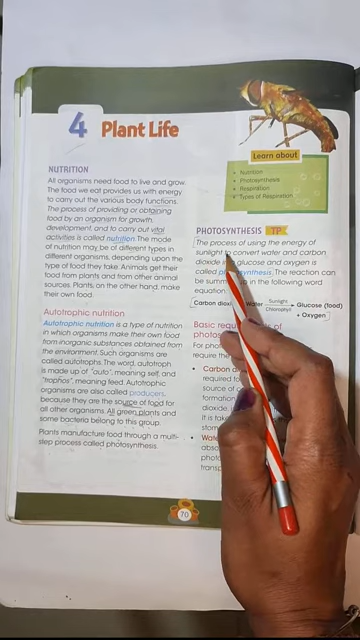 4 Plant Life
NUTRITION
All organisms need food to live and grow.
The food we eat provides us with energy
to carry out the various body functions.
The process of providing or obtaining
food by an organism for growth,
development, and to carry out vital
activities is called nutrition. The mode
of nutrition may be of different types in
different organisms, depending upon the
type of food they take. Animals get their
food from plants and from other animal
sources. Plants, on the other hand, make
their own food.
Autotrophic nutrition
Autotrophic nutrition is a type of nutrition
in which organisms make their own food
from inorganic substances obtained from
the environment. Such organisms are
called autotrophs. The word, autotroph
is made up of "auto", meaning self, and
"trophos", meaning feed. Autotrophic
organisms are also called producers,
because they are the source of food for
all other organisms. All green plants and
some bacteria belong to this group.
Plants manufacture food through a multi-
step process called photosynthesis.
Learn about
• Nutrition
• Photosynthesis
• Respiration
• Types of Respiration
PHOTOSYNTHESIS TP
The process of using the energy of
sunlight to convert water and carbon
dioxide into glucose and oxygen is
called photosynthesis. The reaction can
be summed up in the following word
equation:
Carbon dioxide Water Sunlight Glucose (food)
Chlorophyll + Oxygen
Basic of
For
require the
• Carbon
required
source of
formation
dioxide
It is
• Water
70